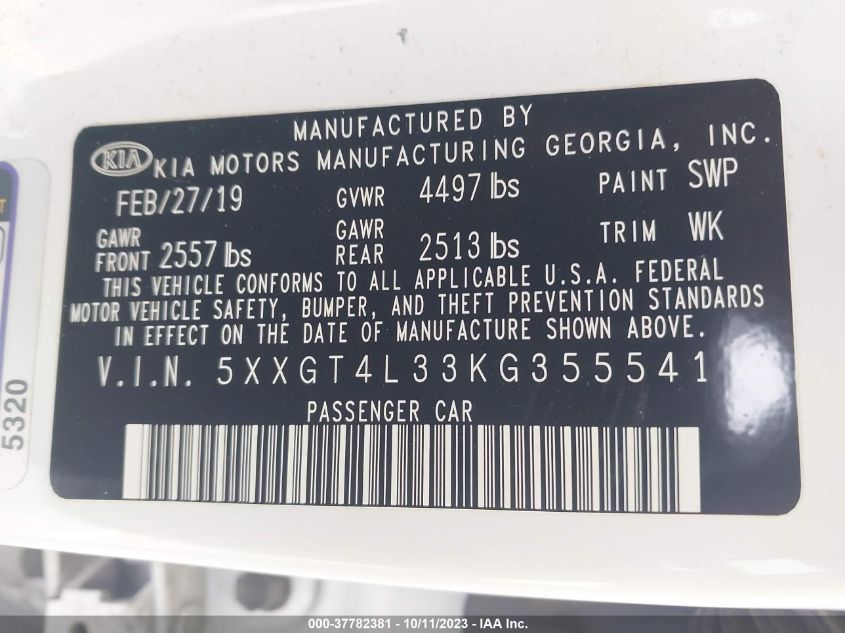 MANUFACTURED BY
KIA KIA MOTORS MANUFACTURING GEORGIA, INC.
FEB/27/19 GVWR 4497 lbs PAINT SWP
GAWR FRONT 2557 lbs GAWR REAR 2513 lbs TRIM WK
THIS VEHICLE CONFORMS TO ALL APPLICABLE U.S.A. FEDERAL
MOTOR VEHICLE SAFETY, BUMPER, AND THEFT PREVENTION STANDARDS
IN EFFECT ON THE DATE OF MANUFACTURE SHOWN ABOVE.
V.I.N. 5XXGT4L33KG355541
PASSENGER CAR
5320
000-37782381 - 10/11/2023 - IAA Inc.